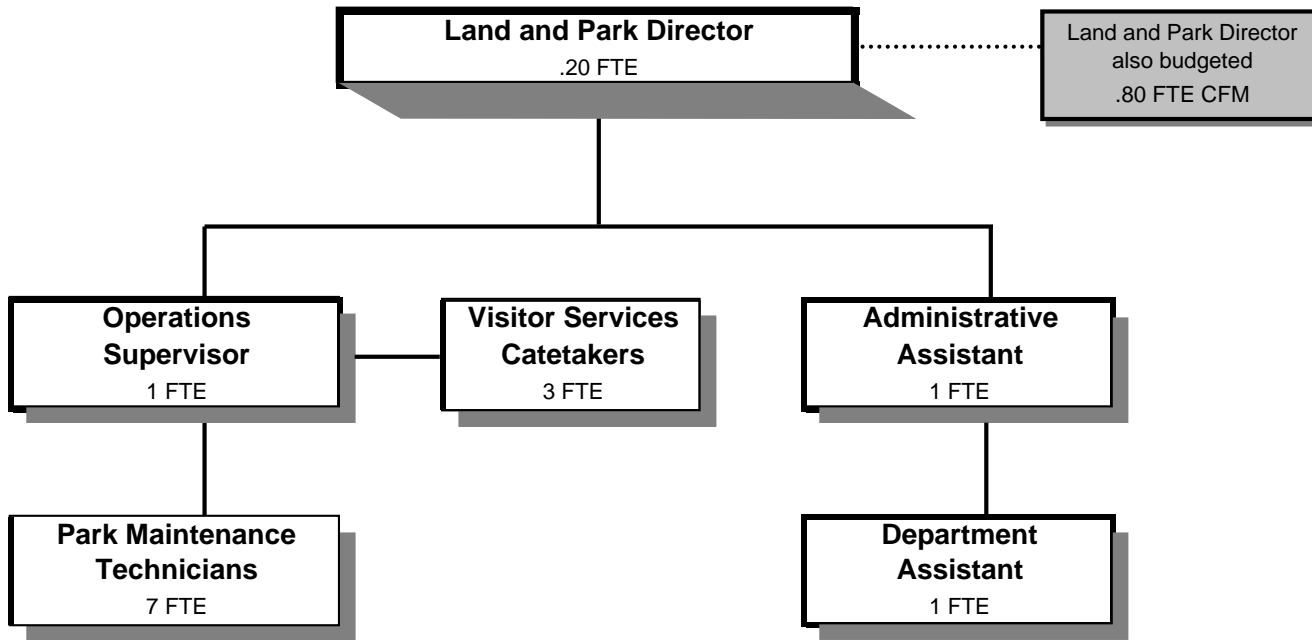 Land and Park Director
.20 FTE
Land and Park Director
also budgeted
.80 FTE CFM
Operations
Supervisor
1 FTE
Visitor Services
Catetakers
3 FTE
Administrative
Assistant
1 FTE
Park Maintenance
Technicians
7 FTE
Department
Assistant
1 FTE